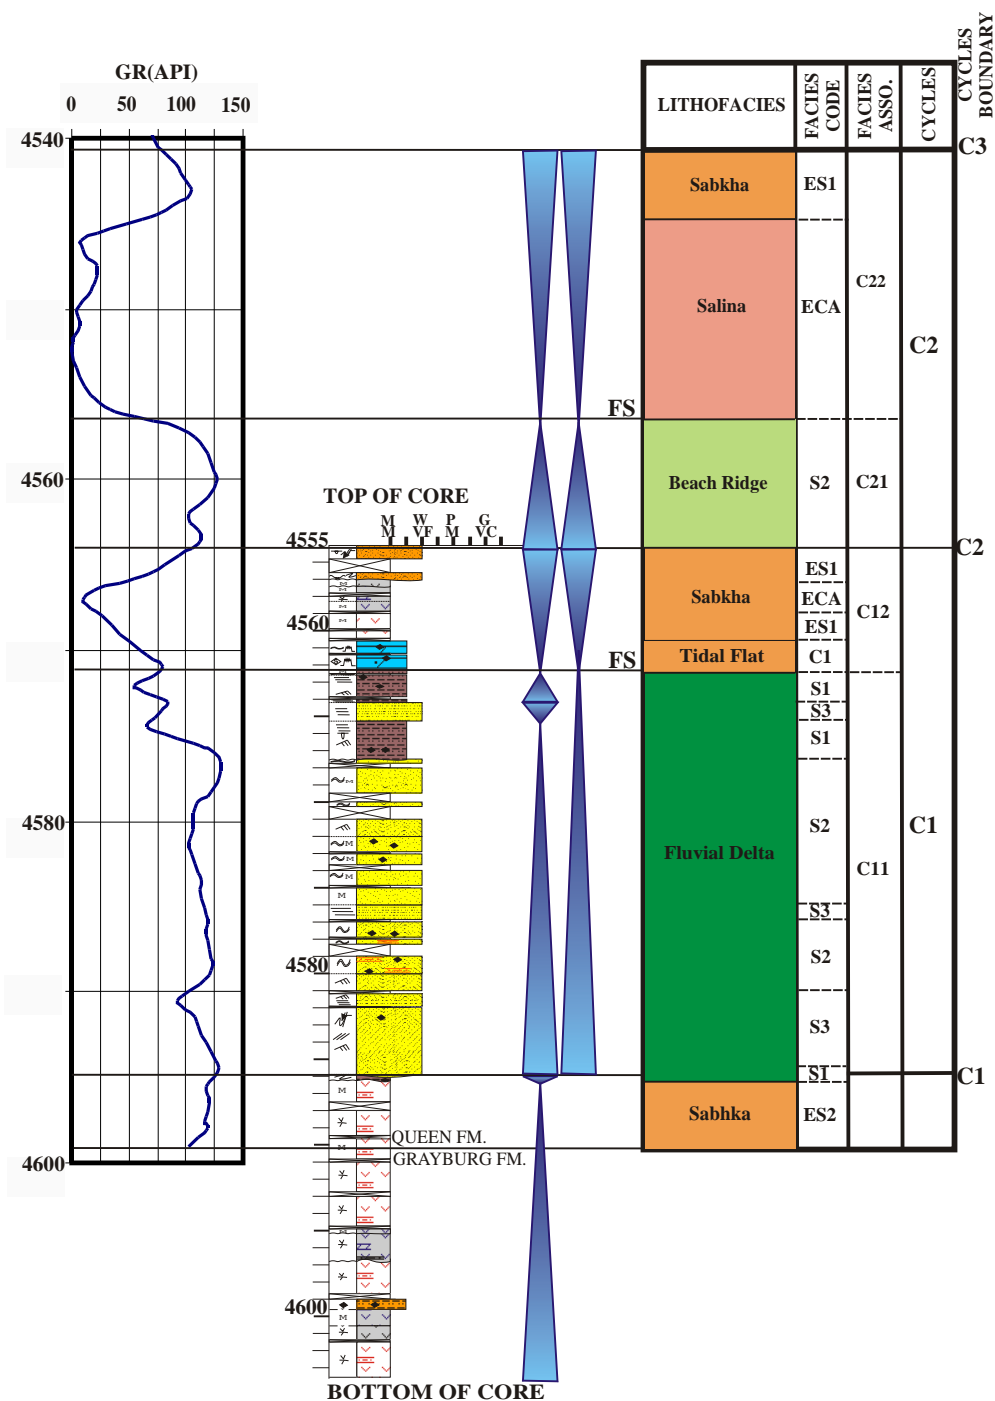 GR(API)
0 50 100 150
4540
4560
4580
4600
TOP OF CORE
M W P G
M VF M VC
4555
4560
4580
4600
M
M
M
M
M
M
M
M
M
M
M
QUEEN FM.
GRAYBURG FM.
BOTTOM OF CORE
FS
FS
LITHOFACIES
FACIES CODE
FACIES ASSO.
CYCLES
CYCLES BOUNDARY
C3
Sabkha ES1
Salina ECA
C22
C2
Beach Ridge S2 C21
C2
Sabkha
ES1
ECA
ES1
C12
Tidal Flat C1
Fluvial Delta
S1
S3
S1
S2
S3
S2
S3
S1
C11
C1
C1
Sabhka ES2